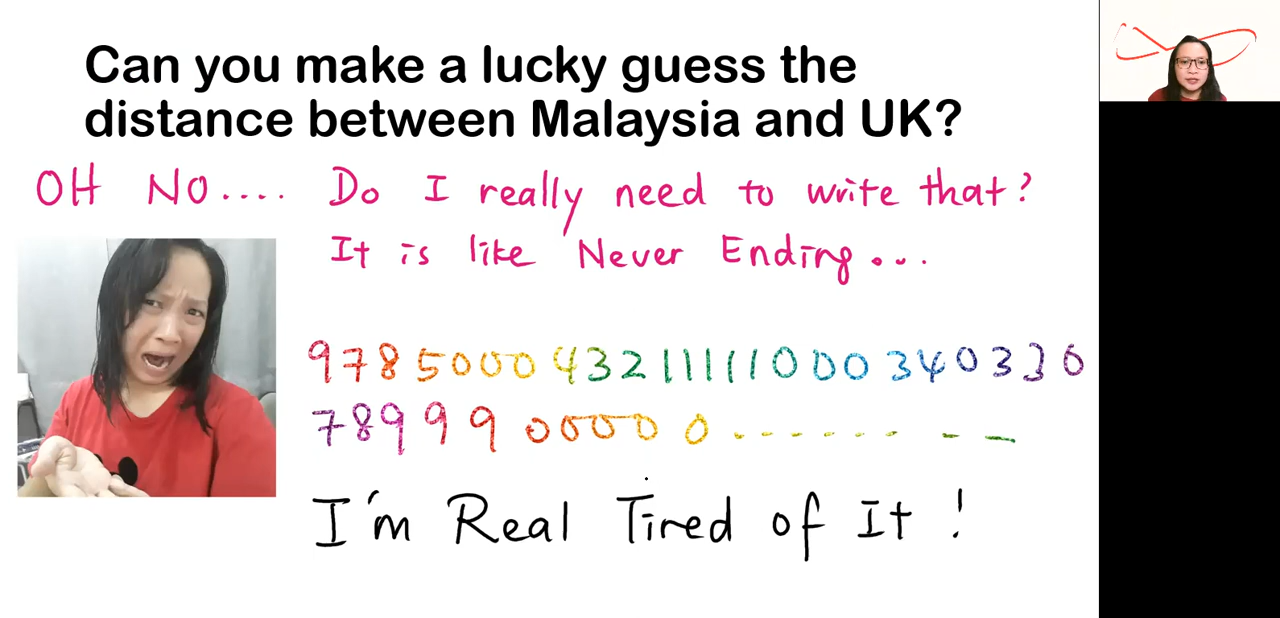 Can you make a lucky guess the
distance between Malaysia and UK?
OH NO.... Do I really need to write that?
It is like Never Ending...
9785000432111110003403306
78999000000.......--
I'm Real Tired of It!